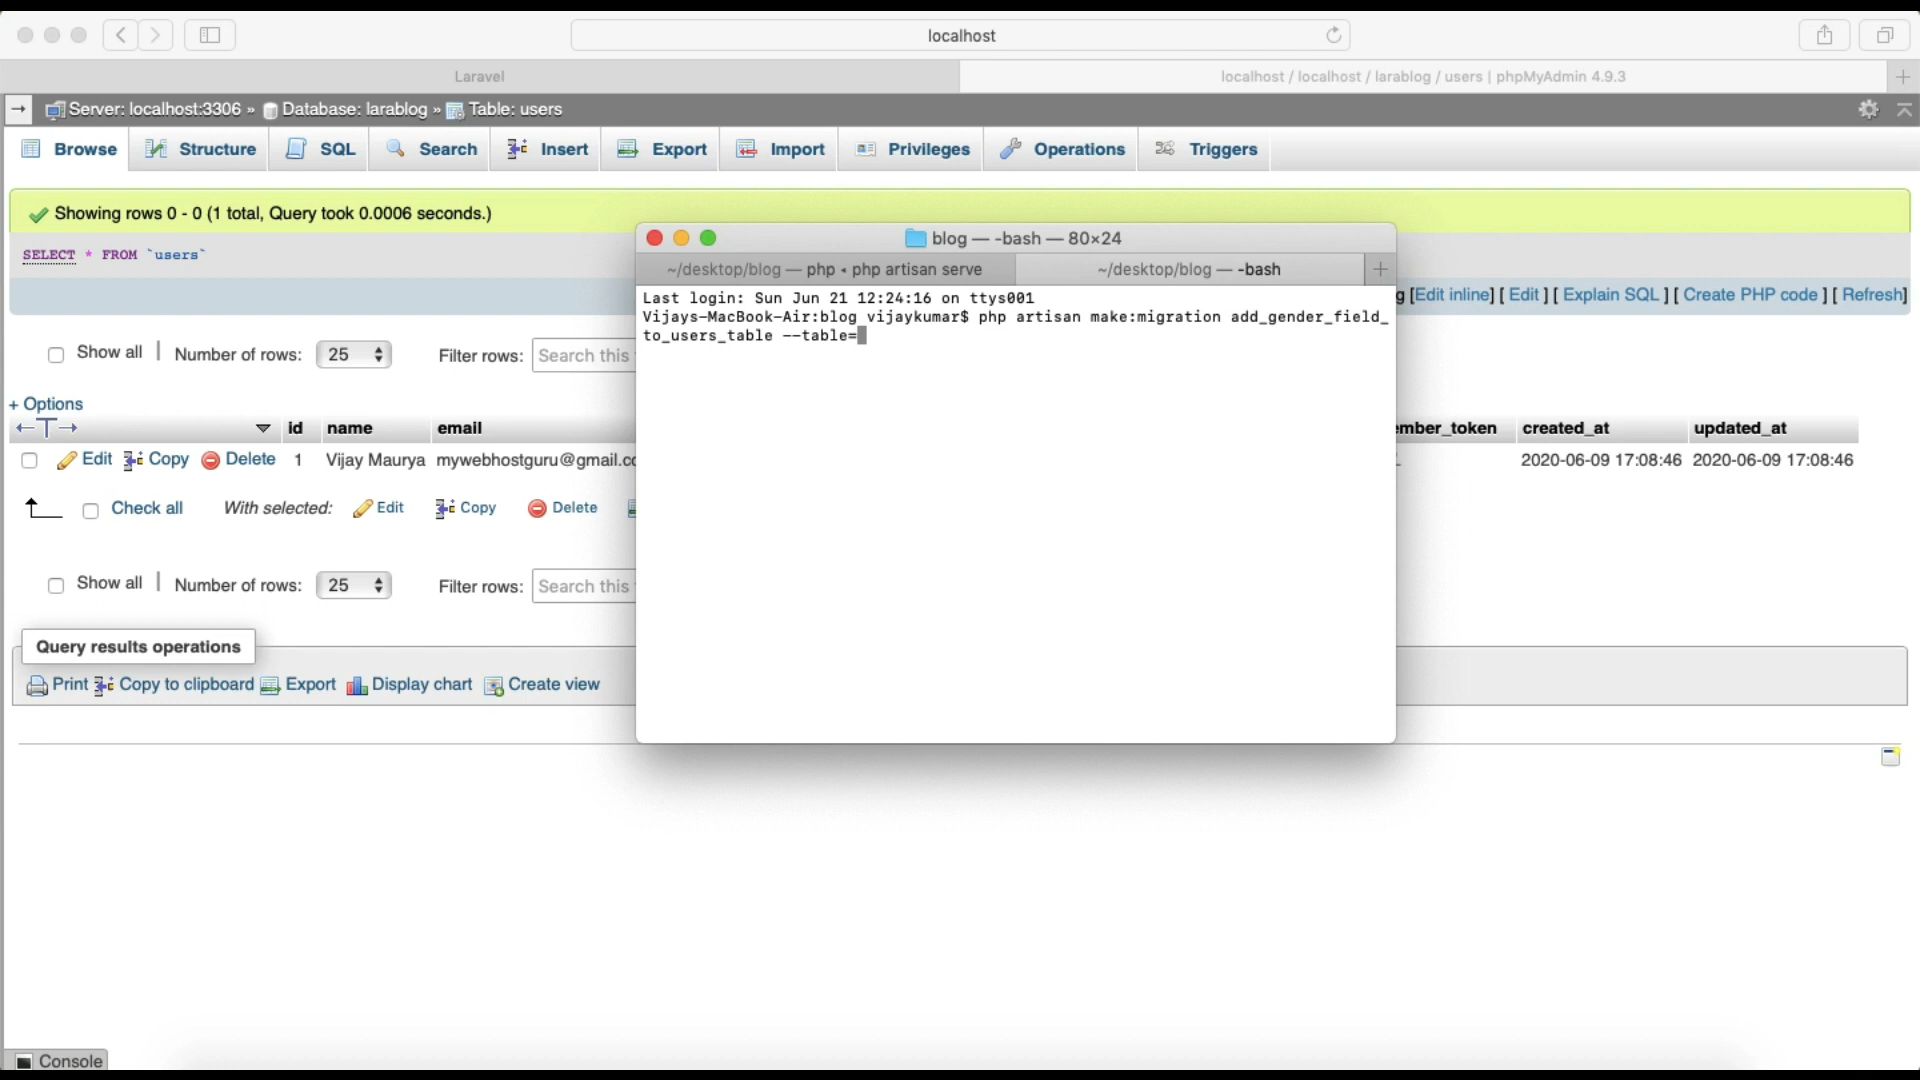 localhost
Laravel
localhost / localhost / larablog / users | phpMyAdmin 4.9.3
Server: localhost:3306 » Database: larablog » Table: users
Browse Structure SQL Search Insert Export Import Privileges Operations Triggers
Showing rows 0 - 0 (1 total, Query took 0.0006 seconds.)
SELECT * FROM `users`
[Edit inline] [ Edit ] [ Explain SQL ] [ Create PHP code ] [ Refresh]
blog — -bash — 80×24
~/desktop/blog — php ◂ php artisan serve
~/desktop/blog — -bash
Last login: Sun Jun 21 12:24:16 on ttys001
Vijays-MacBook-Air:blog vijaykumar$ php artisan make:migration add_gender_field_
to_users_table --table=
Show all | Number of rows: 25 Filter rows: Search this
+ Options
id name email ember_token created_at updated_at
Edit Copy Delete 1 Vijay Maurya mywebhostguru@gmail.co 2020-06-09 17:08:46 2020-06-09 17:08:46
Check all With selected: Edit Copy Delete
Show all | Number of rows: 25 Filter rows: Search this
Query results operations
Print Copy to clipboard Export Display chart Create view
Console